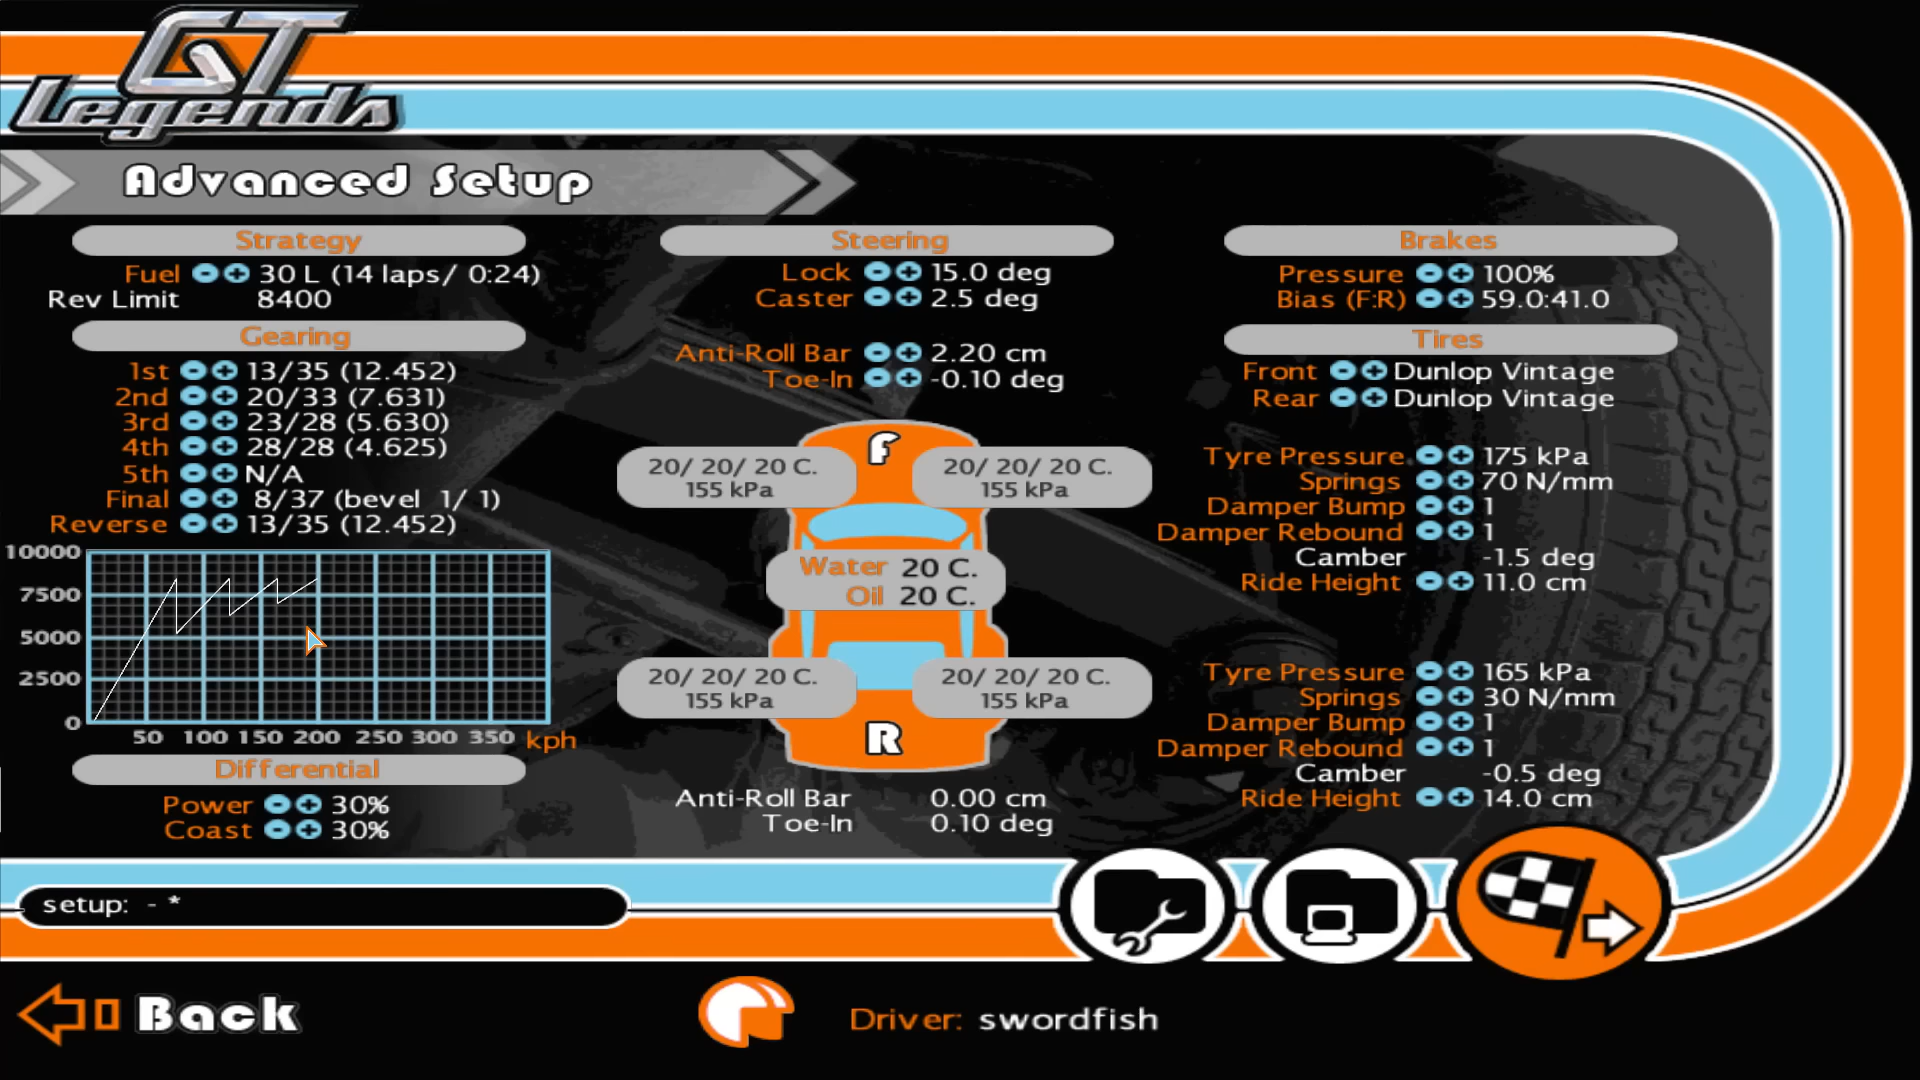 GT
Legends
Advanced Setup
Strategy
Fuel 30 L (14 laps/ 0:24)
Rev Limit 8400
Gearing
1st 13/35 (12.452)
2nd 20/33 (7.631)
3rd 23/28 (5.630)
4th 28/28 (4.625)
5th N/A
Final 8/37 (bevel 1/ 1)
Reverse 13/35 (12.452)
10000
7500
5000
2500
0
50 100 150 200 250 300 350 kph
Differential
Power 30%
Coast 30%
Steering
Lock 15.0 deg
Caster 2.5 deg
Anti-Roll Bar 2.20 cm
Toe-In -0.10 deg
F
20/ 20/ 20 C.
155 kPa
20/ 20/ 20 C.
155 kPa
Water 20 C.
Oil 20 C.
20/ 20/ 20 C.
155 kPa
20/ 20/ 20 C.
155 kPa
R
Anti-Roll Bar 0.00 cm
Toe-In 0.10 deg
Brakes
Pressure 100%
Bias (F:R) 59.0:41.0
Tires
Front Dunlop Vintage
Rear Dunlop Vintage
Tyre Pressure 175 kPa
Springs 70 N/mm
Damper Bump 1
Damper Rebound 1
Camber -1.5 deg
Ride Height 11.0 cm
Tyre Pressure 165 kPa
Springs 30 N/mm
Damper Bump 1
Damper Rebound 1
Camber -0.5 deg
Ride Height 14.0 cm
setup: - *
Back
Driver: swordfish